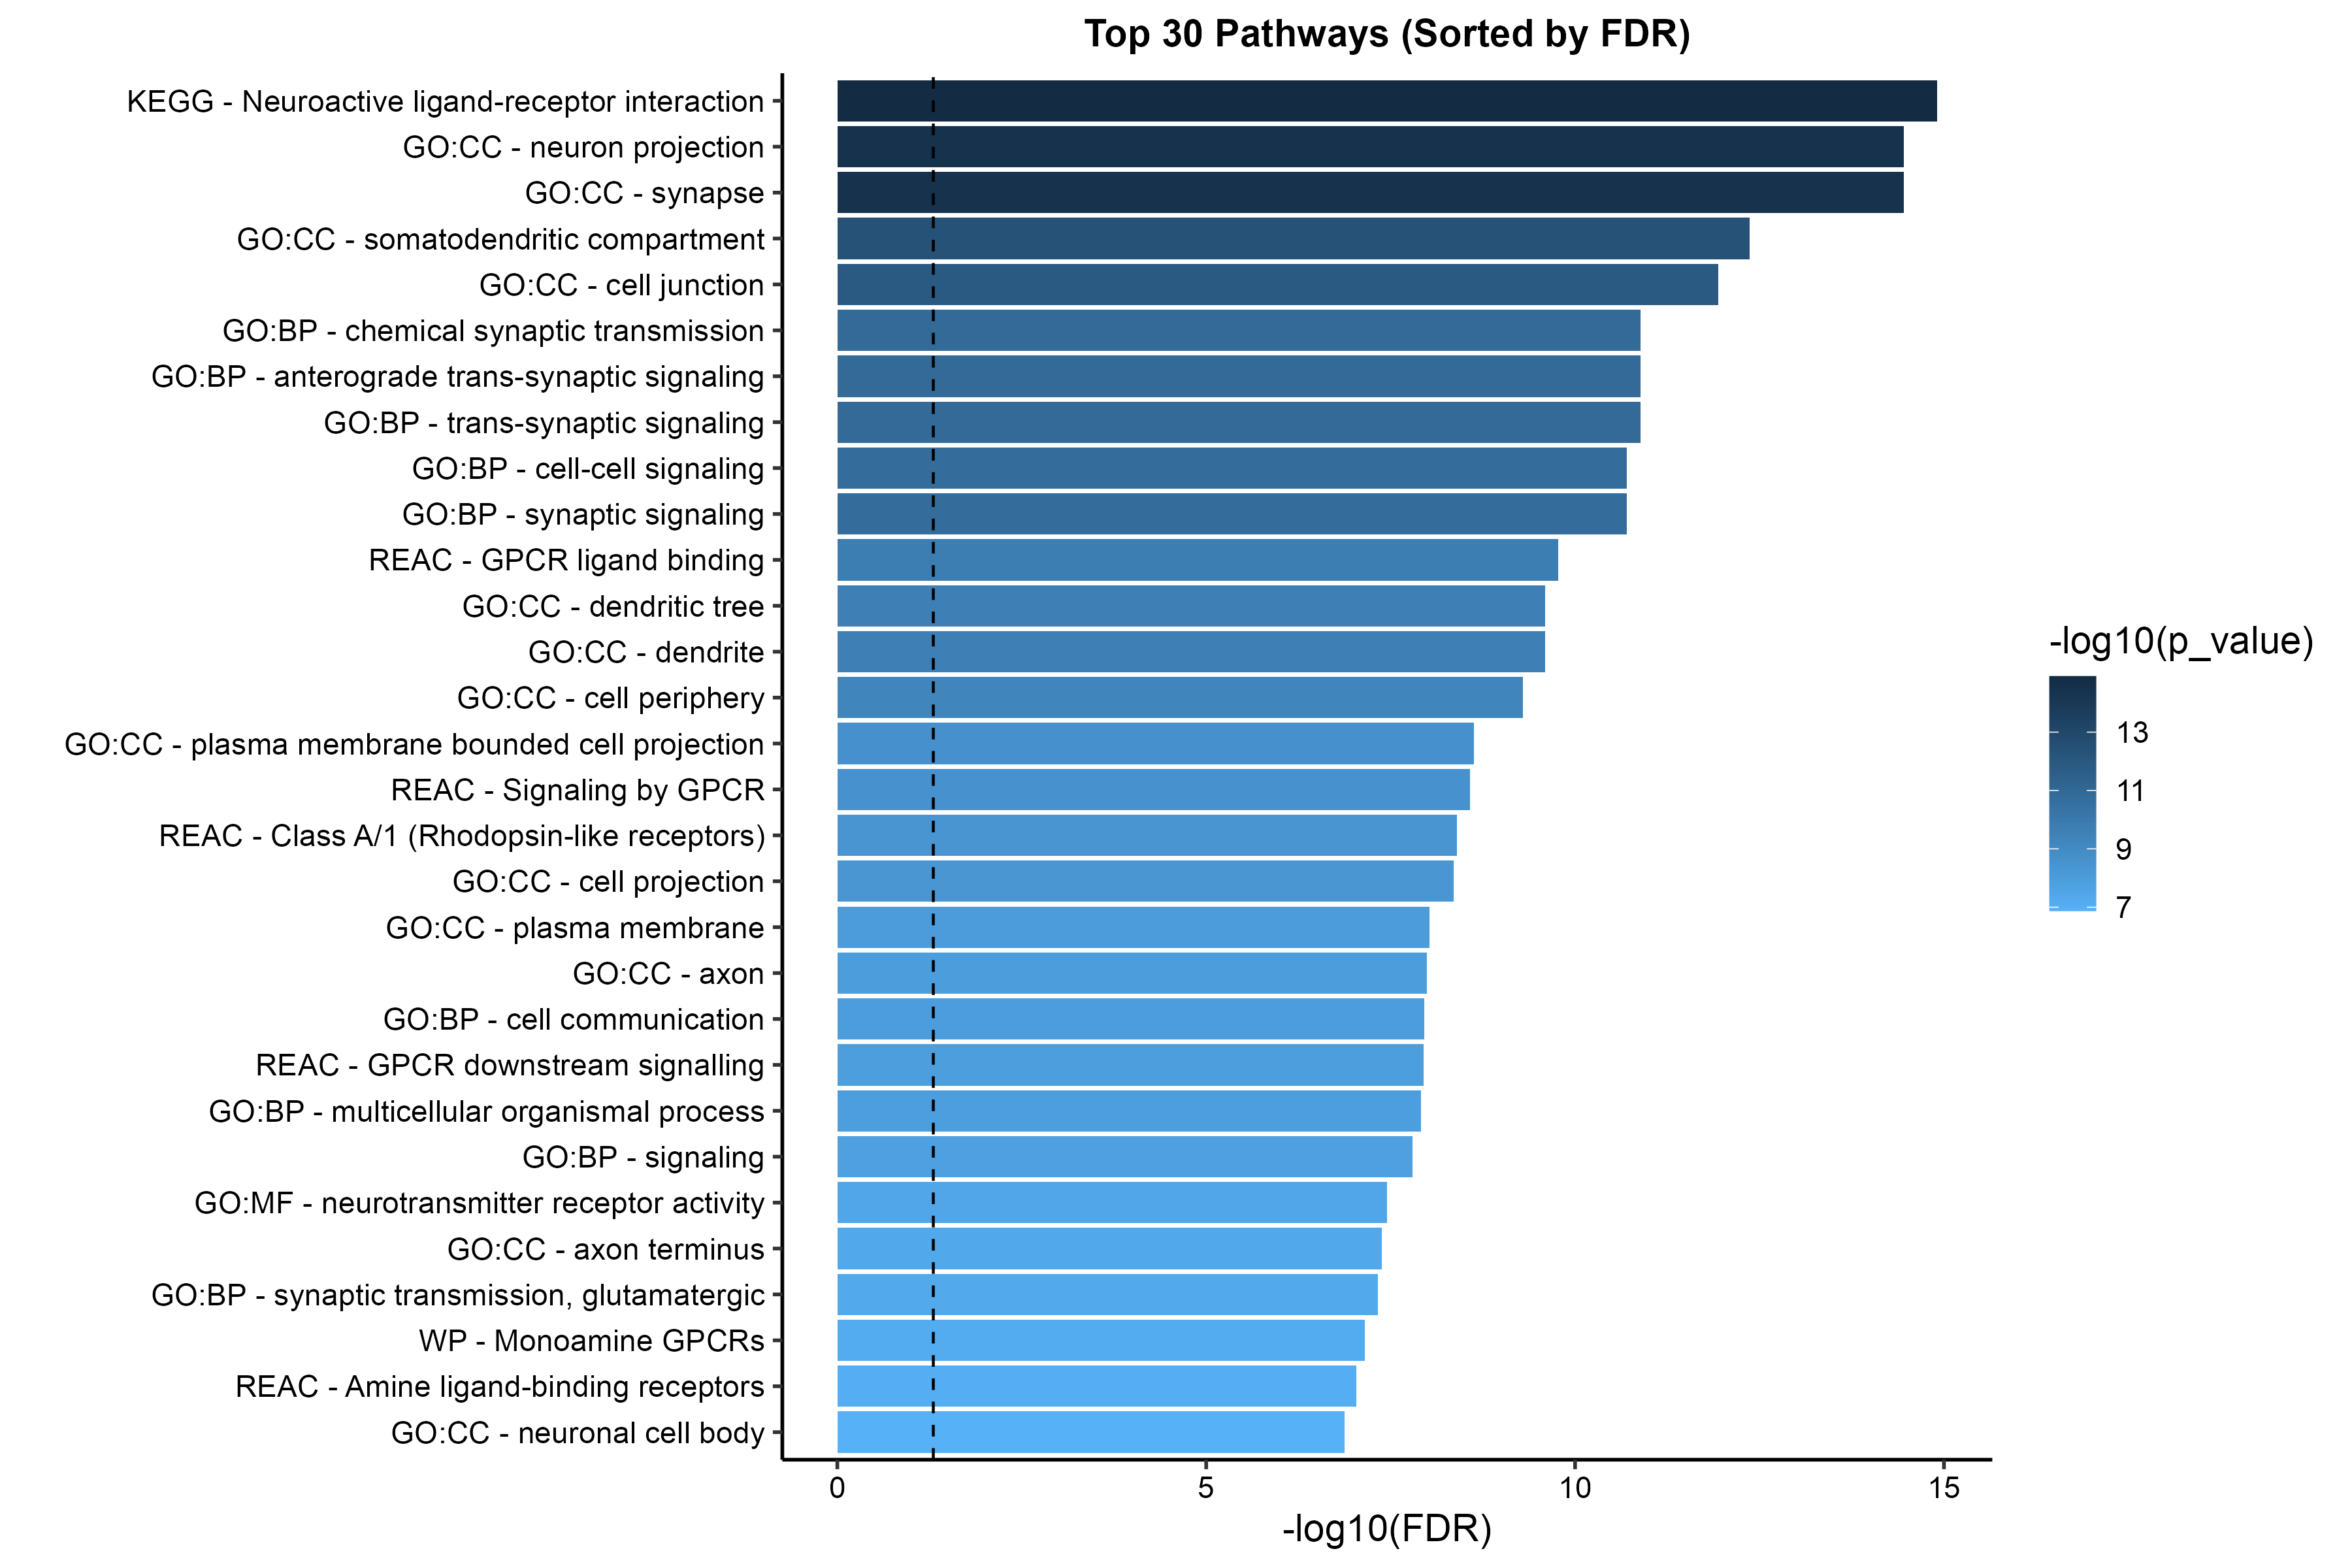 Top 30 Pathways (Sorted by FDR)
KEGG - Neuroactive ligand-receptor interaction
GO:CC - neuron projection
GO:CC - synapse
GO:CC - somatodendritic compartment
GO:CC - cell junction
GO:BP - chemical synaptic transmission
GO:BP - anterograde trans-synaptic signaling
GO:BP - trans-synaptic signaling
GO:BP - cell-cell signaling
GO:BP - synaptic signaling
REAC - GPCR ligand binding
GO:CC - dendritic tree
GO:CC - dendrite
GO:CC - cell periphery
GO:CC - plasma membrane bounded cell projection
REAC - Signaling by GPCR
REAC - Class A/1 (Rhodopsin-like receptors)
GO:CC - cell projection
GO:CC - plasma membrane
GO:CC - axon
GO:BP - cell communication
REAC - GPCR downstream signalling
GO:BP - multicellular organismal process
GO:BP - signaling
GO:MF - neurotransmitter receptor activity
GO:CC - axon terminus
GO:BP - synaptic transmission, glutamatergic
WP - Monoamine GPCRs
REAC - Amine ligand-binding receptors
GO:CC - neuronal cell body
0 5 10 15
-log10(FDR)
-log10(p_value)
13
11
9
7